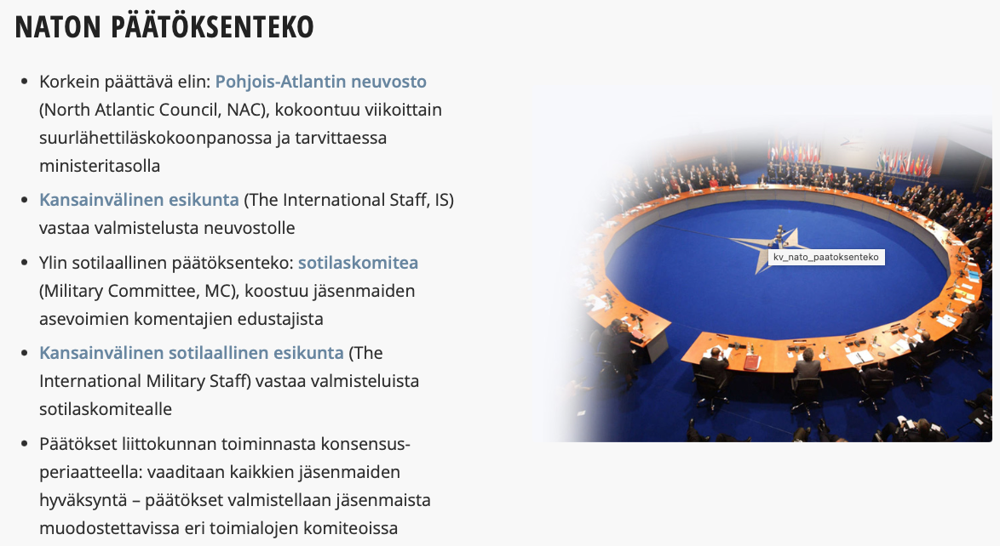 NATON PÄÄTÖKSENTEKO
Korkein päättävä elin: Pohjois-Atlantin neuvosto
(North Atlantic Council, NAC), kokoontuu viikoittain
suurlähettiläskokoonpanossa ja tarvittaessa
ministeritasolla
Kansainvälinen esikunta (The International Staff, IS)
vastaa valmistelusta neuvostolle
Ylin sotilaallinen päätöksenteko: sotilaskomitea
(Military Committee, MC), koostuu jäsenmaiden
asevoimien komentajien edustajista
Kansainvälinen sotilaallinen esikunta (The
International Military Staff) vastaa valmisteluista
sotilaskomitealle
Päätökset liittokunnan toiminnasta konsensus-
periaatteella: vaaditaan kaikkien jäsenmaiden
hyväksyntä – päätökset valmistellaan jäsenmaista
muodostettavissa eri toimialojen komiteoissa
kv_nato_paatoksenteko